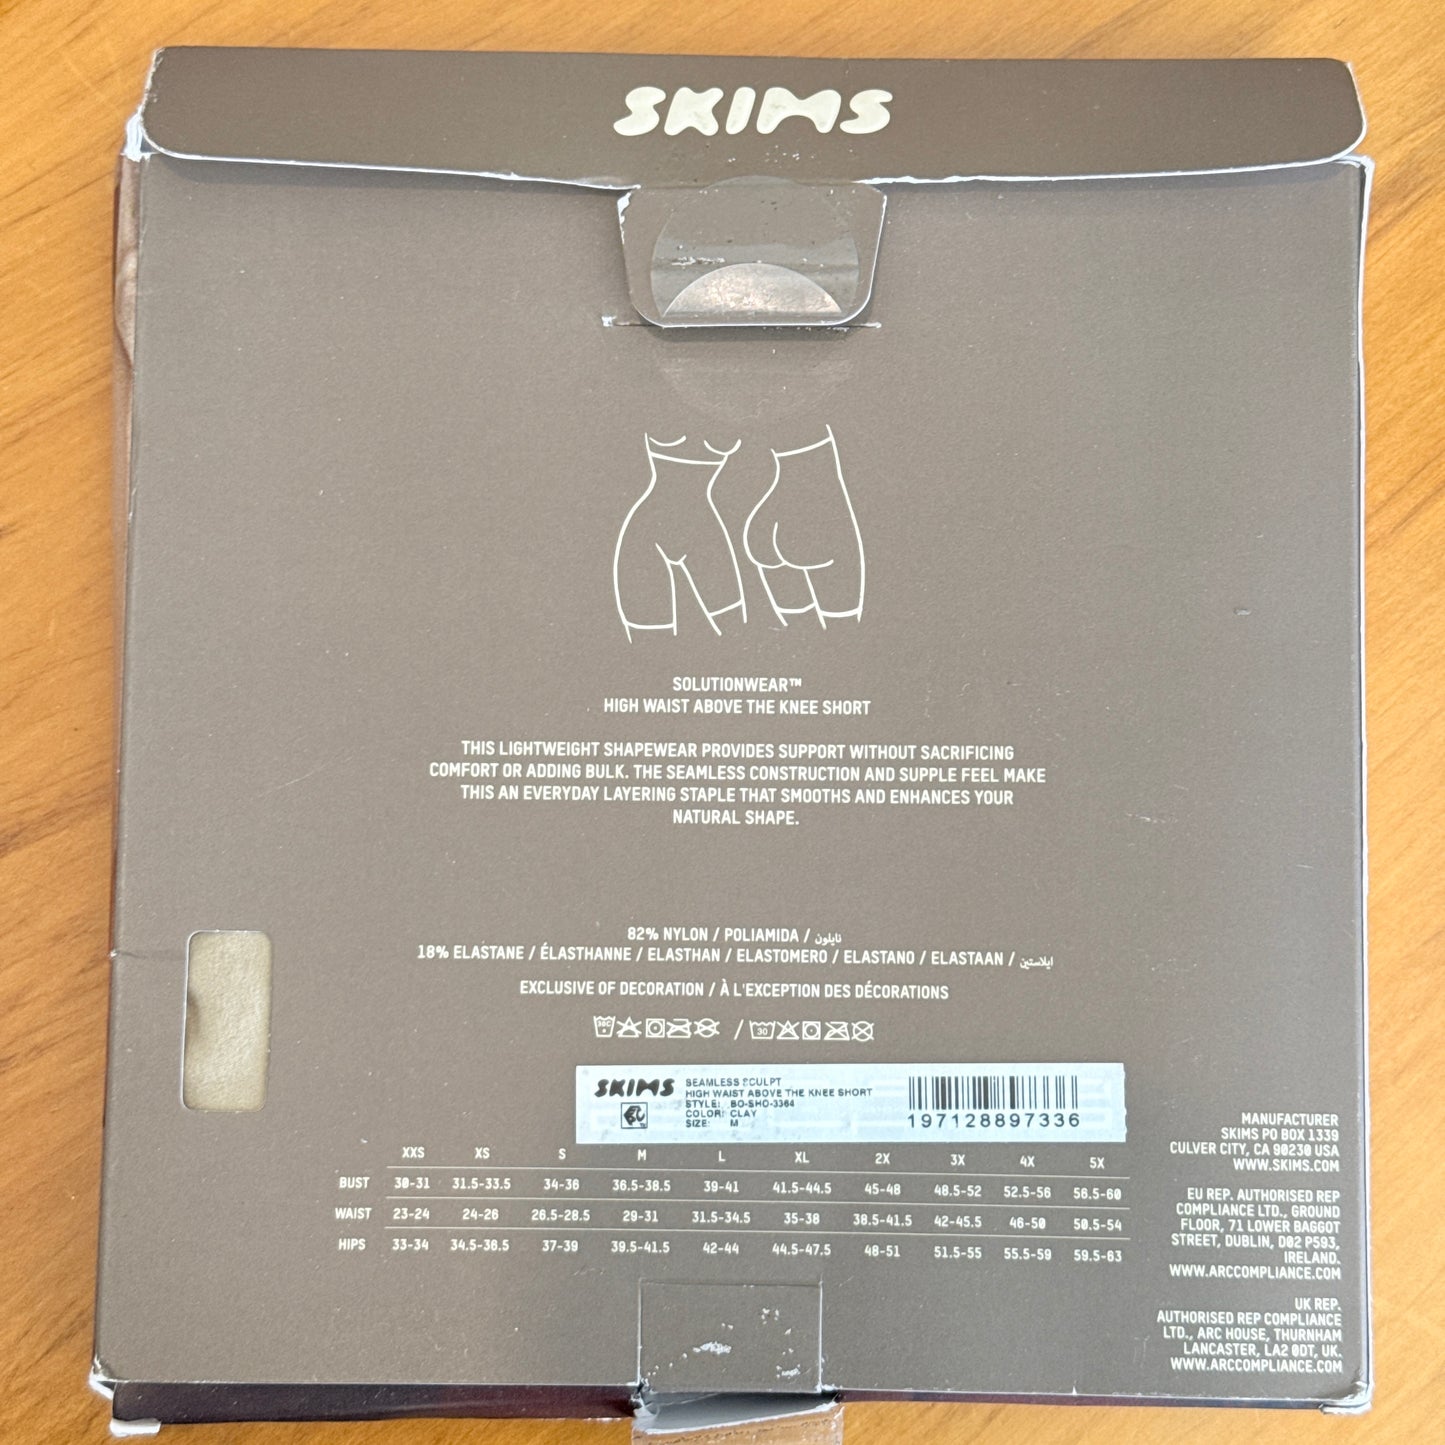 SKIMS
SOLUTIONWEAR™
HIGH WAIST ABOVE THE KNEE SHORT
THIS LIGHTWEIGHT SHAPEWEAR PROVIDES SUPPORT WITHOUT SACRIFICING
COMFORT OR ADDING BULK. THE SEAMLESS CONSTRUCTION AND SUPPLE FEEL MAKE
THIS AN EVERYDAY LAYERING STAPLE THAT SMOOTHS AND ENHANCES YOUR
NATURAL SHAPE.
82% NYLON / POLIAMIDA / نايلون
18% ELASTANE / ÉLASTHANNE / ELASTHAN / ELASTOMERO / ELASTANO / ELASTAAN / ايلاستين
EXCLUSIVE OF DECORATION / À L'EXCEPTION DES DÉCORATIONS
30C / 30
SKIMS
SEAMLESS SCULPT
HIGH WAIST ABOVE THE KNEE SHORT
STYLE: BO-SHO-3364
COLOR: CLAY
SIZE: M
197128897336
XXS XS S M L XL 2X 3X 4X 5X
BUST 30-31 31.5-33.5 34-36 36.5-38.5 39-41 41.5-44.5 45-48 48.5-52 52.5-56 56.5-60
WAIST 23-24 24-26 26.5-28.5 29-31 31.5-34.5 35-38 38.5-41.5 42-45.5 46-50 50.5-54
HIPS 33-34 34.5-36.5 37-39 39.5-41.5 42-44 44.5-47.5 48-51 51.5-55 55.5-59 59.5-63
MANUFACTURER
SKIMS PO BOX 1339
CULVER CITY, CA 90230 USA
WWW.SKIMS.COM
EU REP. AUTHORISED REP
COMPLIANCE LTD., GROUND
FLOOR, 71 LOWER BAGGOT
STREET, DUBLIN, D02 P593,
IRELAND.
WWW.ARCCOMPLIANCE.COM
UK REP.
AUTHORISED REP COMPLIANCE
LTD., ARC HOUSE, THURNHAM
LANCASTER, LA2 0DT, UK.
WWW.ARCCOMPLIANCE.COM